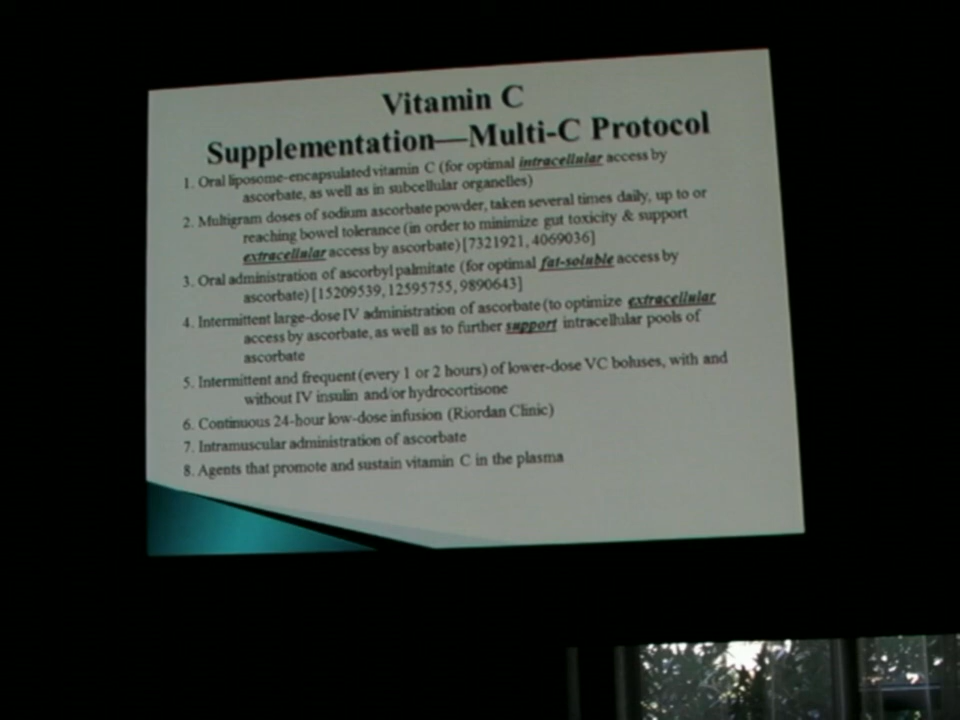 Vitamin C
Supplementation—Multi-C Protocol
1. Oral liposome-encapsulated vitamin C (for optimal intracellular access by
ascorbate, as well as in subcellular organelles)
2. Multigram doses of sodium ascorbate powder, taken several times daily, up to or
reaching bowel tolerance (in order to minimize gut toxicity & support
extracellular access by ascorbate) [7321921, 4069036]
3. Oral administration of ascorbyl palmitate (for optimal fat-soluble access by
ascorbate) [15209539, 12595755, 9890643]
4. Intermittent large-dose IV administration of ascorbate (to optimize extracellular
access by ascorbate, as well as to further support intracellular pools of
ascorbate
5. Intermittent and frequent (every 1 or 2 hours) of lower-dose VC boluses, with and
without IV insulin and/or hydrocortisone
6. Continuous 24-hour low-dose infusion (Riordan Clinic)
7. Intramuscular administration of ascorbate
8. Agents that promote and sustain vitamin C in the plasma